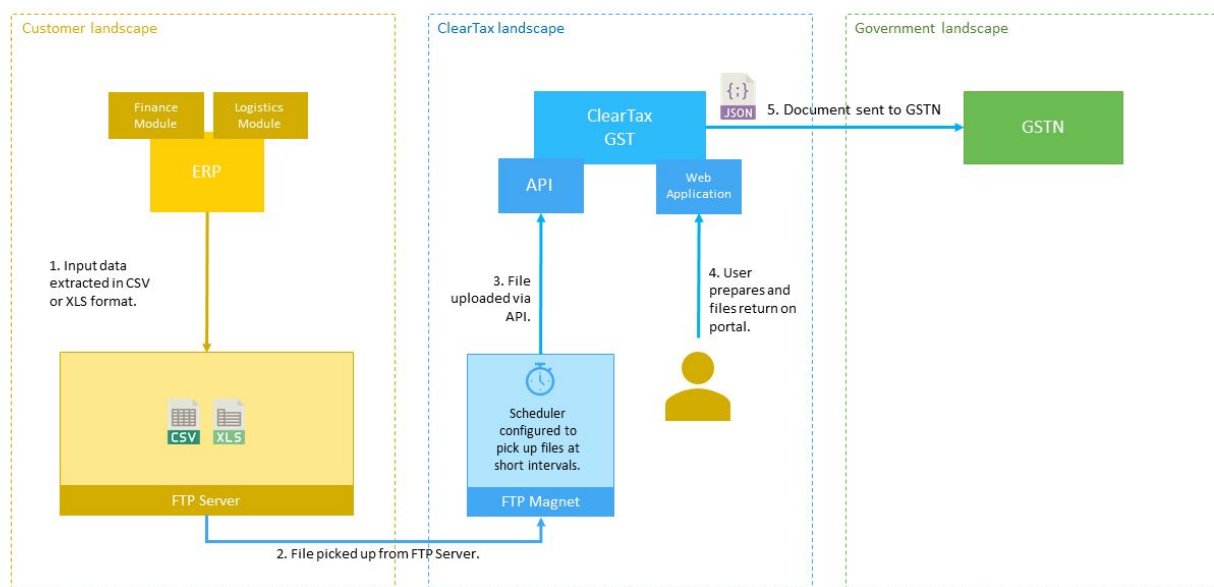 Customer landscape
ClearTax landscape
Government landscape
Finance
Module
Logistics
Module
ERP
ClearTax
GST
API
Web
Application
{;}
JSON
5. Document sent to GSTN
GSTN
1. Input data
extracted in CSV
or XLS format.
3. File
uploaded via
API.
4. User
prepares and
files return on
portal.
CSV
XLS
FTP Server
Scheduler
configured to
pick up files at
short intervals.
FTP Magnet
2. File picked up from FTP Server.